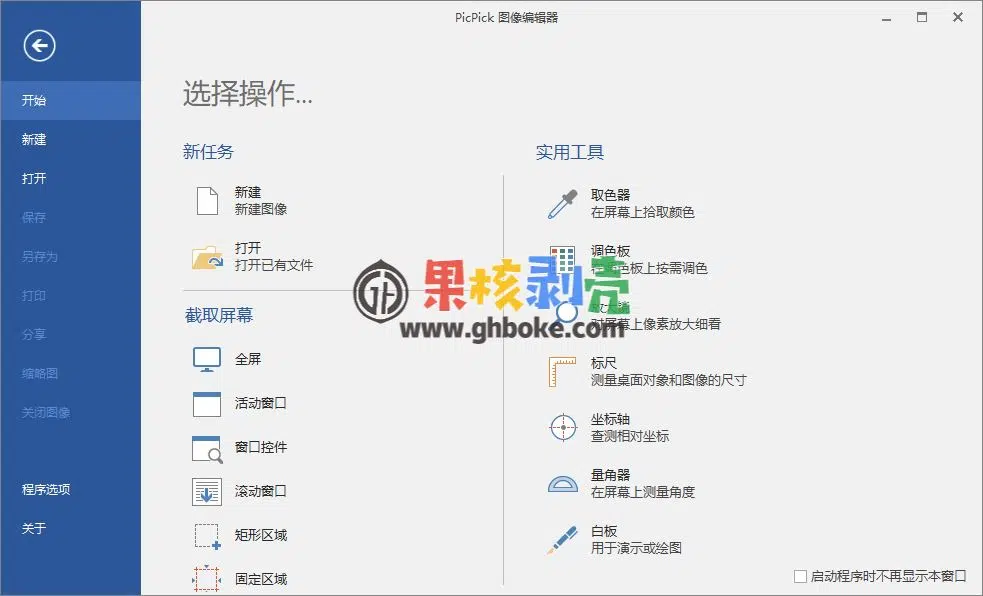 PicPick 图像编辑器
开始
新建
打开
保存
另存为
打印
分享
缩略图
关闭图像
程序选项
关于
选择操作...
新任务
新建
新建图像
打开
打开已有文件
截取屏幕
全屏
活动窗口
窗口控件
滚动窗口
矩形区域
固定区域
实用工具
取色器
在屏幕上拾取颜色
调色板
色板上按需调色
对屏幕上像素放大细看
标尺
测量桌面对象和图像的尺寸
坐标轴
查测相对坐标
量角器
在屏幕上测量角度
白板
用于演示或绘图
启动程序时不再显示本窗口
果核剥壳
www.ghboke.com